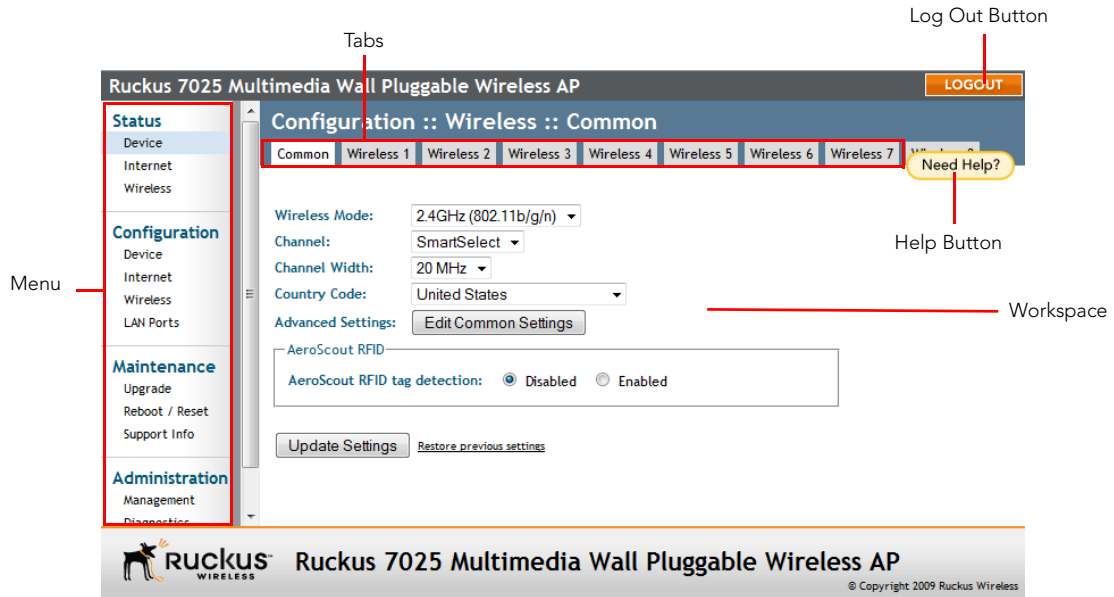 Log Out Button
Tabs
Ruckus 7025 Multimedia Wall Pluggable Wireless AP
LOGOUT
Status
Device
Internet
Wireless
Configuration
Device
Internet
Wireless
LAN Ports
Maintenance
Upgrade
Reboot / Reset
Support Info
Administration
Management
Diagnostics
Menu
Configuration :: Wireless :: Common
Common Wireless 1 Wireless 2 Wireless 3 Wireless 4 Wireless 5 Wireless 6 Wireless 7
Need Help?
Help Button
Wireless Mode: 2.4GHz (802.11b/g/n)
Channel: SmartSelect
Channel Width: 20 MHz
Country Code: United States
Advanced Settings: Edit Common Settings
Workspace
AeroScout RFID
AeroScout RFID tag detection: Disabled Enabled
Update Settings Restore previous settings
RUCKUS™
WIRELESS
Ruckus 7025 Multimedia Wall Pluggable Wireless AP
© Copyright 2009 Ruckus Wireless